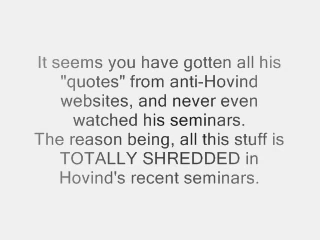 It seems you have gotten all his
"quotes" from anti-Hovind
websites, and never even
watched his seminars.
The reason being, all this stuff is
TOTALLY SHREDDED in
Hovind's recent seminars.